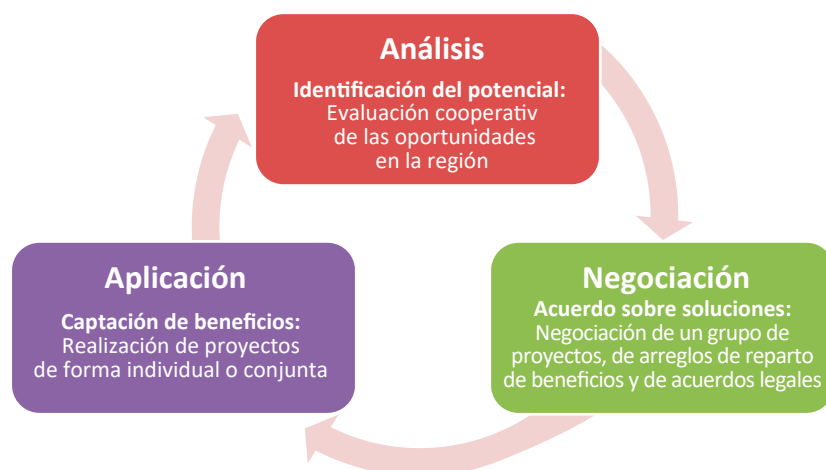 Análisis
Identificación del potencial:
Evaluación cooperativ
de las oportunidades
en la región
Aplicación
Captación de beneficios:
Realización de proyectos
de forma individual o conjunta
Negociación
Acuerdo sobre soluciones:
Negociación de un grupo de
proyectos, de arreglos de reparto
de beneficios y de acuerdos legales